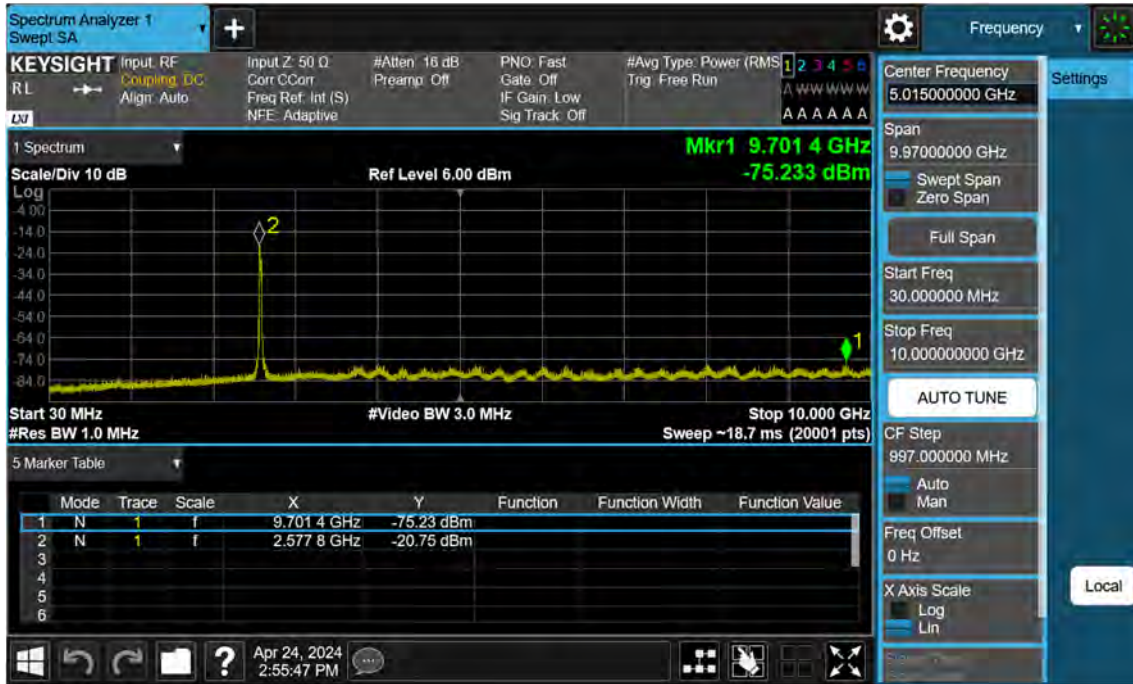 Spectrum Analyzer 1
Swept SA
+
Frequency
KEYSIGHT
RL
LXI
Input: RF
Coupling: DC
Align: Auto
Input Z: 50 Ω
Corr CCorr
Freq Ref: Int (S)
NFE: Adaptive
#Atten: 16 dB
Preamp: Off
PNO: Fast
Gate: Off
IF Gain: Low
Sig Track: Off
#Avg Type: Power (RMS
Trig: Free Run
1 2 3 4 5 6
A W W W W W
A A A A A A
1 Spectrum
Scale/Div 10 dB
Ref Level 6.00 dBm
Mkr1 9.701 4 GHz
-75.233 dBm
Log
-4.00
-14.0
-24.0
-34.0
-44.0
-54.0
-64.0
-74.0
-84.0
2
1
Start 30 MHz
#Video BW 3.0 MHz
Stop 10.000 GHz
#Res BW 1.0 MHz
Sweep ~18.7 ms (20001 pts)
5 Marker Table
Mode Trace Scale X Y Function Function Width Function Value
1 N 1 f 9.701 4 GHz -75.23 dBm
2 N 1 f 2.577 8 GHz -20.75 dBm
3
4
5
6
?
Apr 24, 2024
2:55:47 PM
Center Frequency
5.015000000 GHz
Settings
Span
9.97000000 GHz
Swept Span
Zero Span
Full Span
Start Freq
30.000000 MHz
Stop Freq
10.000000000 GHz
AUTO TUNE
CF Step
997.000000 MHz
Auto
Man
Freq Offset
0 Hz
X Axis Scale
Log
Lin
Local